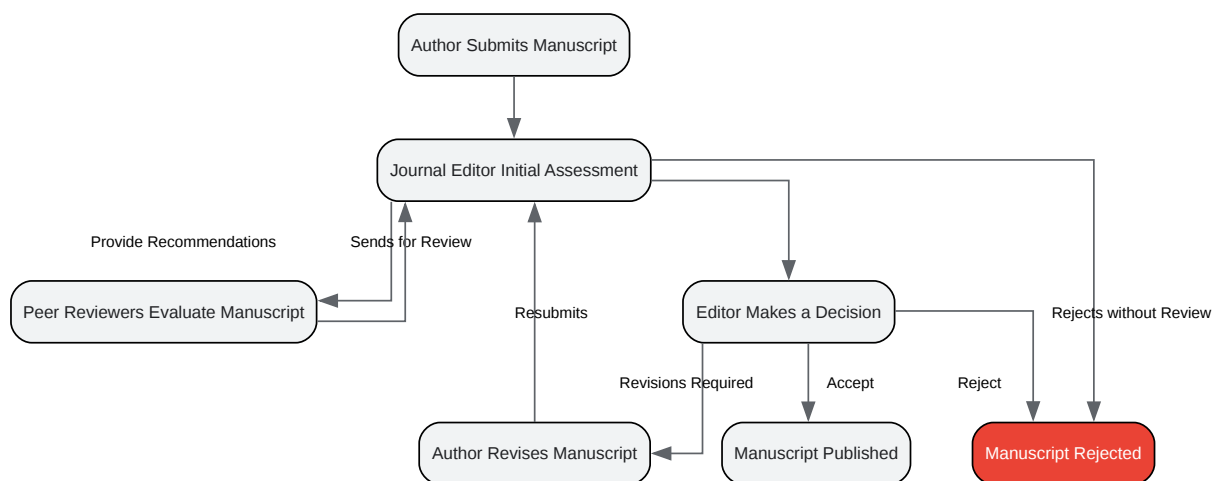 Author Submits Manuscript
Journal Editor Initial Assessment
Provide Recommendations
Sends for Review
Peer Reviewers Evaluate Manuscript
Resubmits
Editor Makes a Decision
Rejects without Review
Revisions Required
Accept
Reject
Author Revises Manuscript
Manuscript Published
Manuscript Rejected